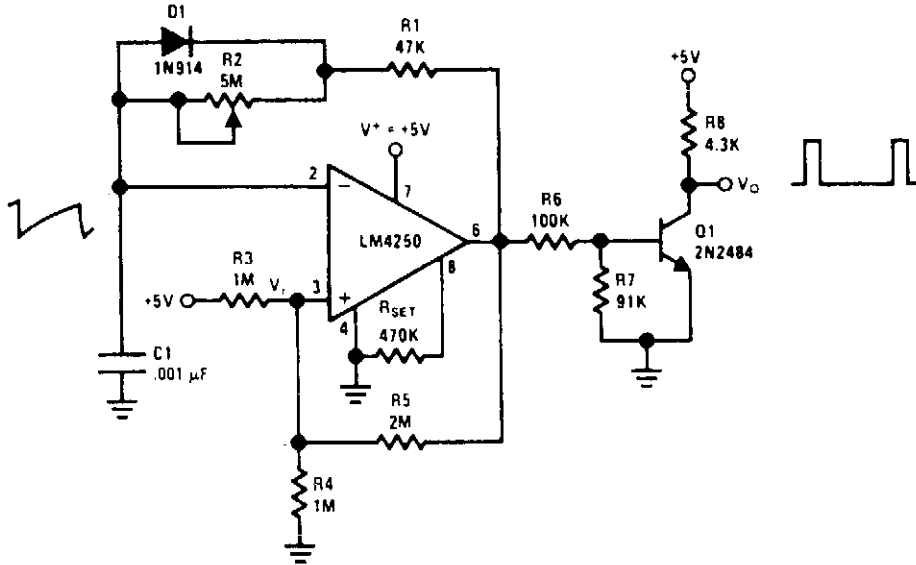 D1
1N914
R2
5M
R1
47K
V+ = +5V
+5V
R8
4.3K
2
−
7
LM4250
6
8
R6
100K
VO
Q1
2N2484
R3
1M
+5V
Vr
3
+
4
RSET
470K
R7
91K
C1
.001 μF
R5
2M
R4
1M